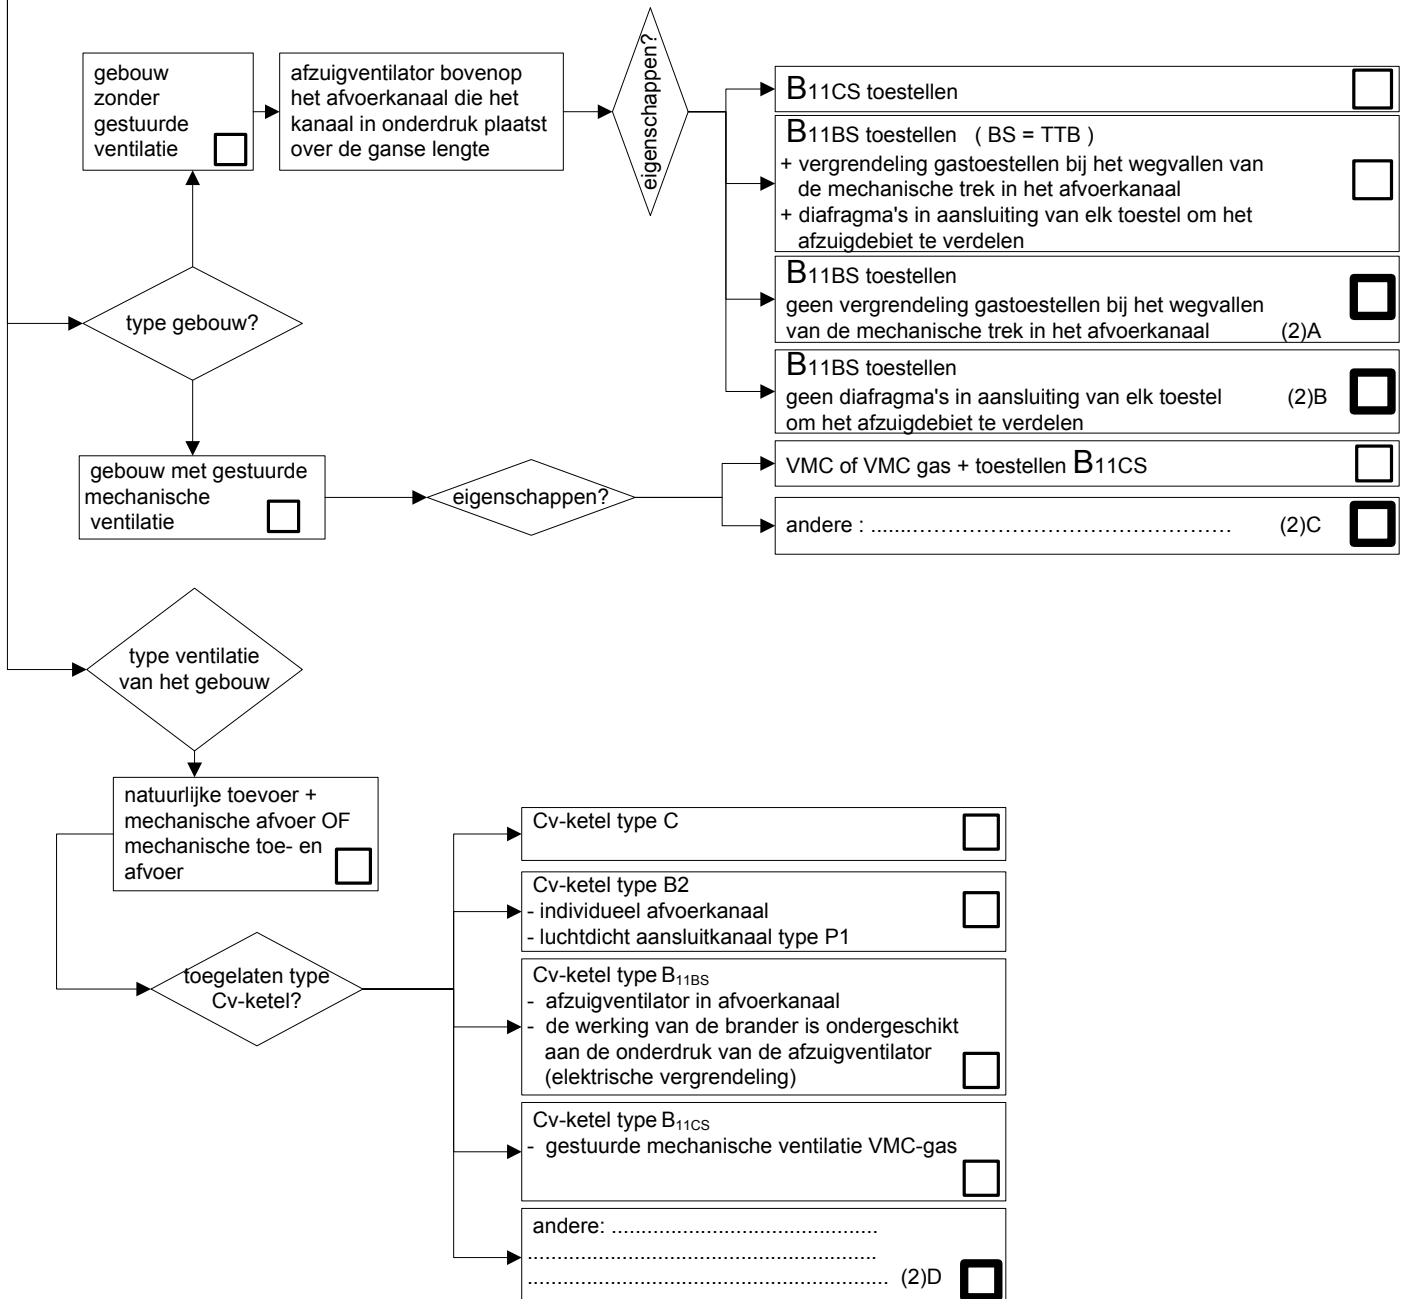 gebouw
zonder
gestuurde
ventilatie
afzuigventilator bovenop
het afvoerkanaal die het
kanaal in onderdruk plaatst
over de ganse lengte
eigenschappen?
B11CS toestellen
B11BS toestellen ( BS = TTB )
+ vergrendeling gastoestellen bij het wegvallen van
de mechanische trek in het afvoerkanaal
+ diafragma's in aansluiting van elk toestel om het
afzuigdebiet te verdelen
B11BS toestellen
geen vergrendeling gastoestellen bij het wegvallen
van de mechanische trek in het afvoerkanaal (2)A
B11BS toestellen
geen diafragma's in aansluiting van elk toestel (2)B
om het afzuigdebiet te verdelen
type gebouw?
gebouw met gestuurde
mechanische
ventilatie
eigenschappen?
VMC of VMC gas + toestellen B11CS
andere : .................................................... (2)C
type ventilatie
van het gebouw
natuurlijke toevoer +
mechanische afvoer OF
mechanische toe- en
afvoer
toegelaten type
Cv-ketel?
Cv-ketel type C
Cv-ketel type B2
- individueel afvoerkanaal
- luchtdicht aansluitkanaal type P1
Cv-ketel type B11BS
- afzuigventilator in afvoerkanaal
- de werking van de brander is ondergeschikt
aan de onderdruk van de afzuigventilator
(elektrische vergrendeling)
Cv-ketel type B11CS
- gestuurde mechanische ventilatie VMC-gas
andere: .............................................
...........................................................
............................................................. (2)D